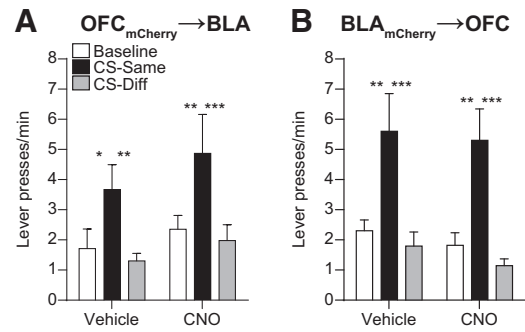 A OFCmCherry→BLA
Baseline
CS-Same
CS-Diff
Lever presses/min
8
7
6
5
4
3
2
1
0
* **
** ***
Vehicle CNO
B BLAmCherry→OFC
Lever presses/min
8
7
6
5
4
3
2
1
0
** ***
** ***
Vehicle CNO